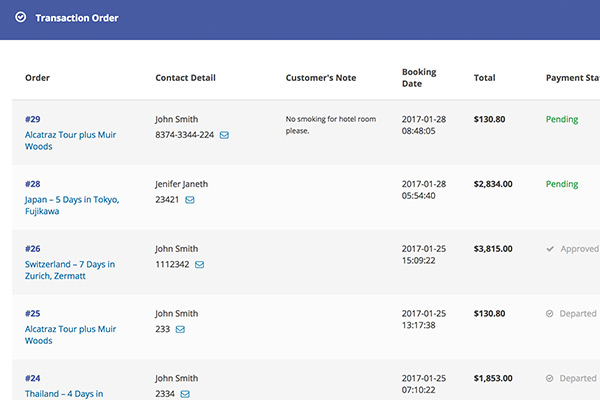 Transaction Order
Order Contact Detail Customer's Note Booking Date Total Payment
#29 John Smith No smoking for hotel room please. 2017-01-28 $130.80 Pending
Alcatraz Tour plus Muir Woods 8374-3344-224 08:48:05
#28 Jenifer Janeth 2017-01-28 $2,834.00 Pending
Japan – 5 Days in Tokyo, Fujikawa 23421 05:54:40
#26 John Smith 2017-01-25 $3,815.00 Approved
Switzerland – 7 Days in Zurich, Zermatt 1112342 15:09:22
#25 John Smith 2017-01-25 $130.80 Departed
Alcatraz Tour plus Muir Woods 233 13:17:38
#24 John Smith 2017-01-25 $1,853.00 Departed
Thailand – 4 Days in 2334 07:10:22